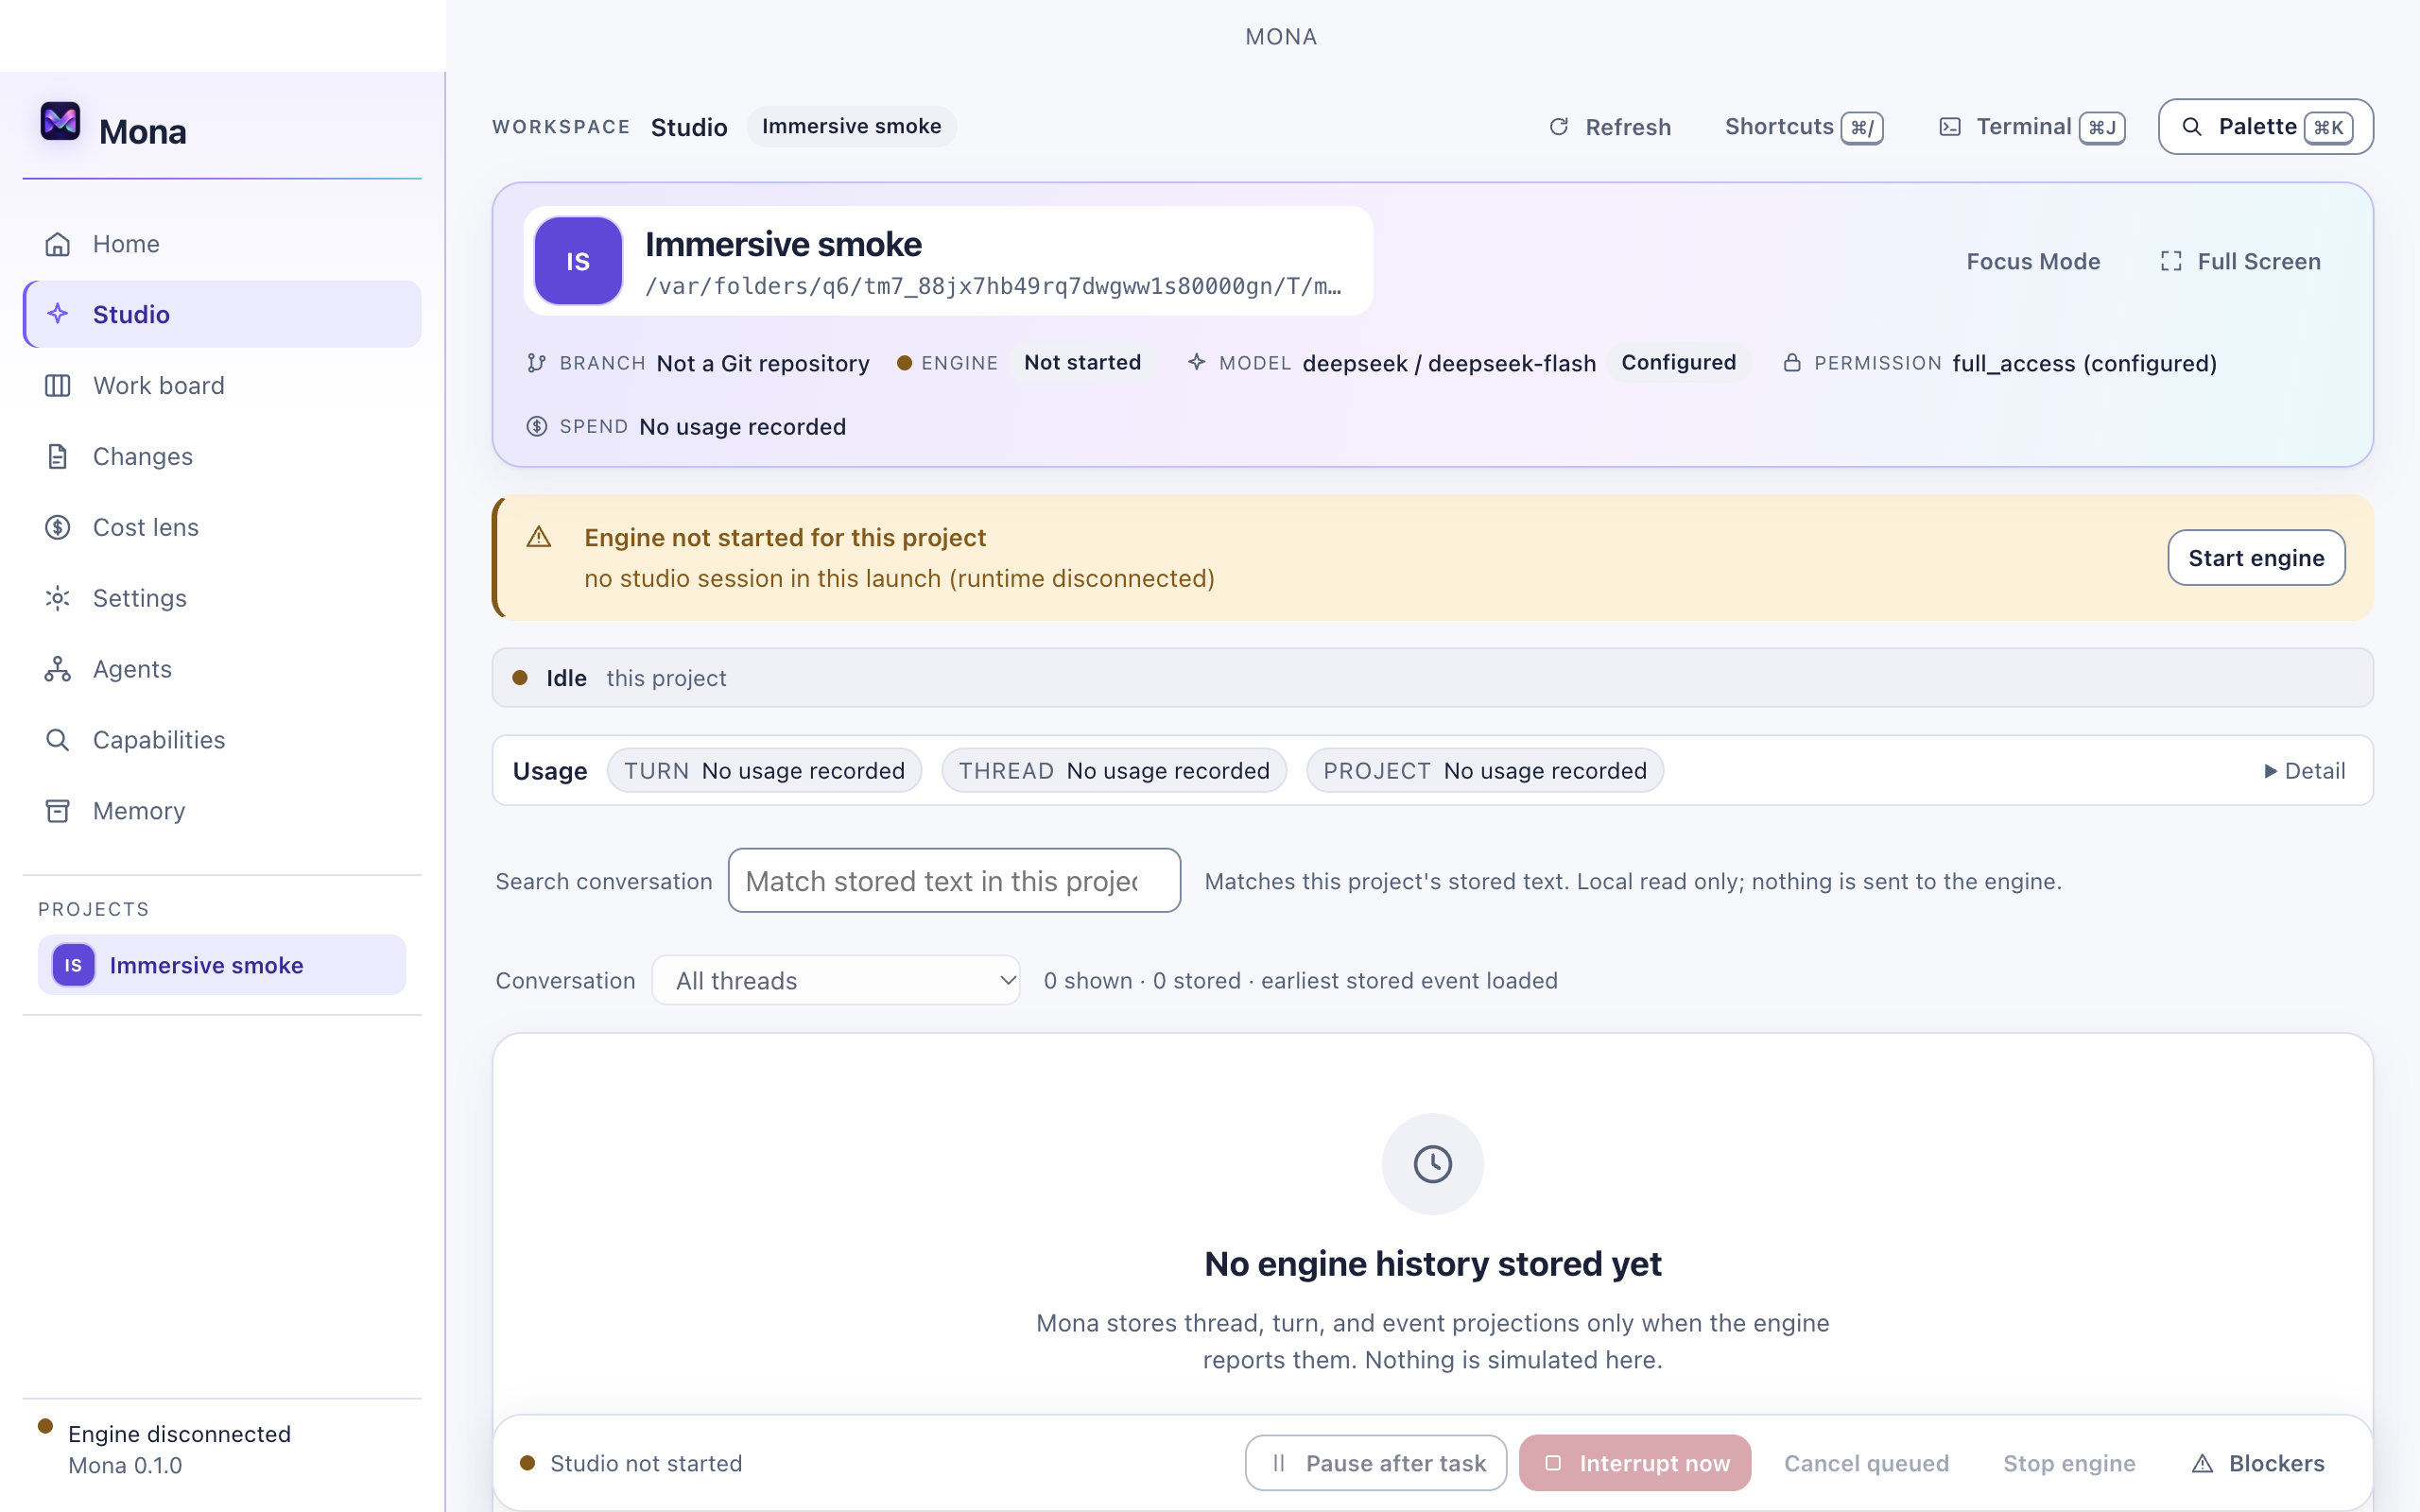 MONA
Mona
Home
Studio
Work board
Changes
Cost lens
Settings
Agents
Capabilities
Memory
PROJECTS
IS Immersive smoke
Engine disconnected
Mona 0.1.0
WORKSPACE Studio Immersive smoke Refresh Shortcuts ⌘/ Terminal ⌘J Palette ⌘K
IS
Immersive smoke
/var/folders/q6/tm7_88jx7hb49rq7dwgww1s80000gn/T/m…
Focus Mode Full Screen
BRANCH Not a Git repository ENGINE Not started MODEL deepseek / deepseek-flash Configured PERMISSION full_access (configured)
SPEND No usage recorded
Engine not started for this project
no studio session in this launch (runtime disconnected)
Start engine
Idle this project
Usage TURN No usage recorded THREAD No usage recorded PROJECT No usage recorded Detail
Search conversation Match stored text in this projec Matches this project's stored text. Local read only; nothing is sent to the engine.
Conversation All threads 0 shown · 0 stored · earliest stored event loaded
No engine history stored yet
Mona stores thread, turn, and event projections only when the engine
reports them. Nothing is simulated here.
Studio not started Pause after task Interrupt now Cancel queued Stop engine Blockers